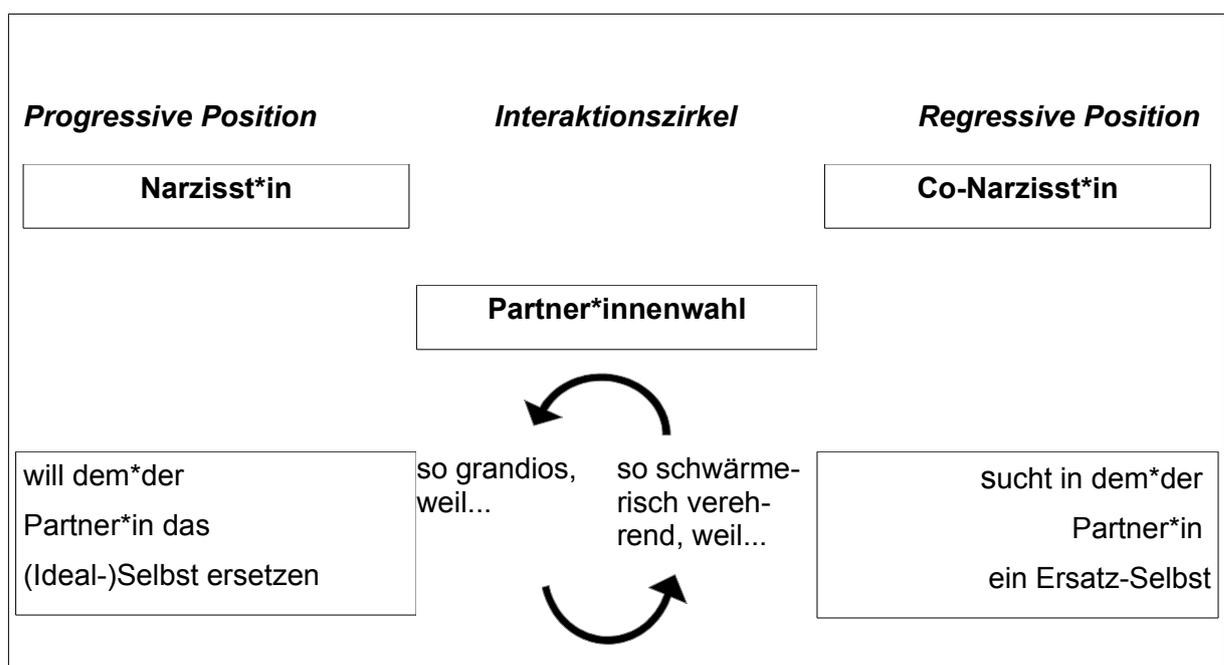 Progressive Position Interaktionszirkel Regressive Position
Narzisst*in Co-Narzisst*in
Partner*innenwahl
will dem*der
Partner*in das
(Ideal-)Selbst ersetzen
so grandios,
weil...
so schwärme-
risch vereh-
rend, weil...
sucht in dem*der
Partner*in
ein Ersatz-Selbst